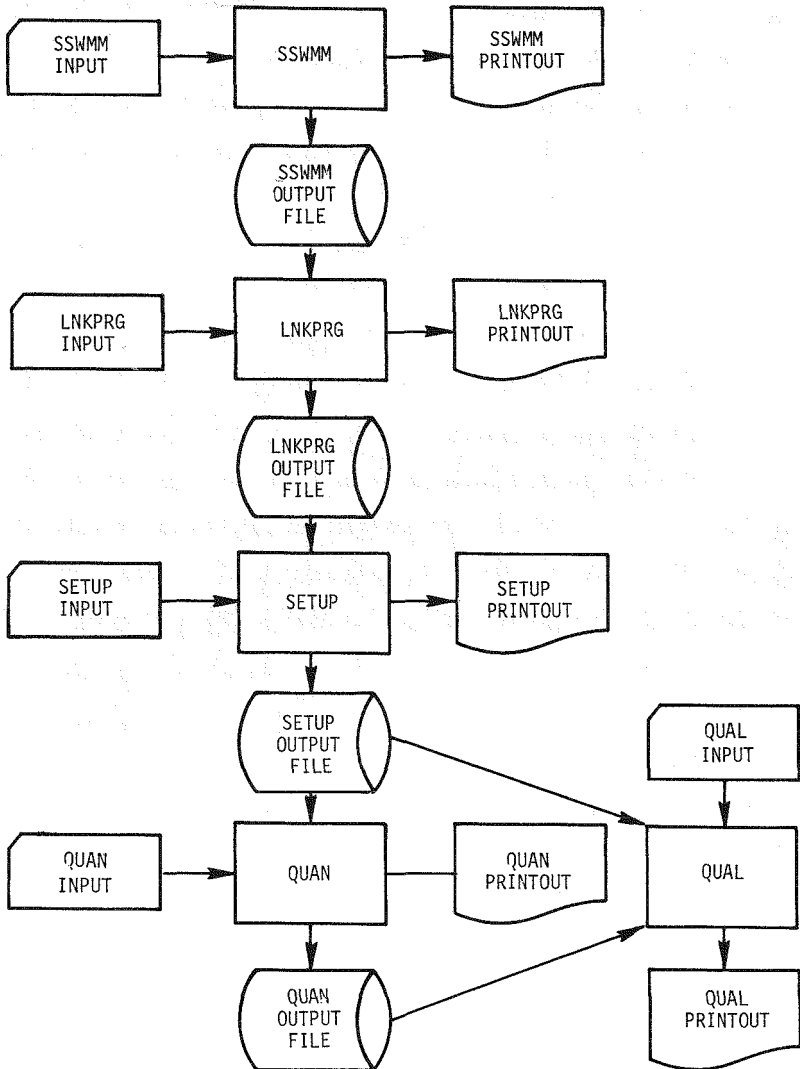 SSWMM
INPUT
SSWMM
SSWMM
PRINTOUT
SSWMM
OUTPUT
FILE
LNKPRG
INPUT
LNKPRG
LNKPRG
PRINTOUT
LNKPRG
OUTPUT
FILE
SETUP
INPUT
SETUP
SETUP
PRINTOUT
SETUP
OUTPUT
FILE
QUAL
INPUT
QUAN
INPUT
QUAN
QUAN
PRINTOUT
QUAL
QUAN
OUTPUT
FILE
QUAL
PRINTOUT